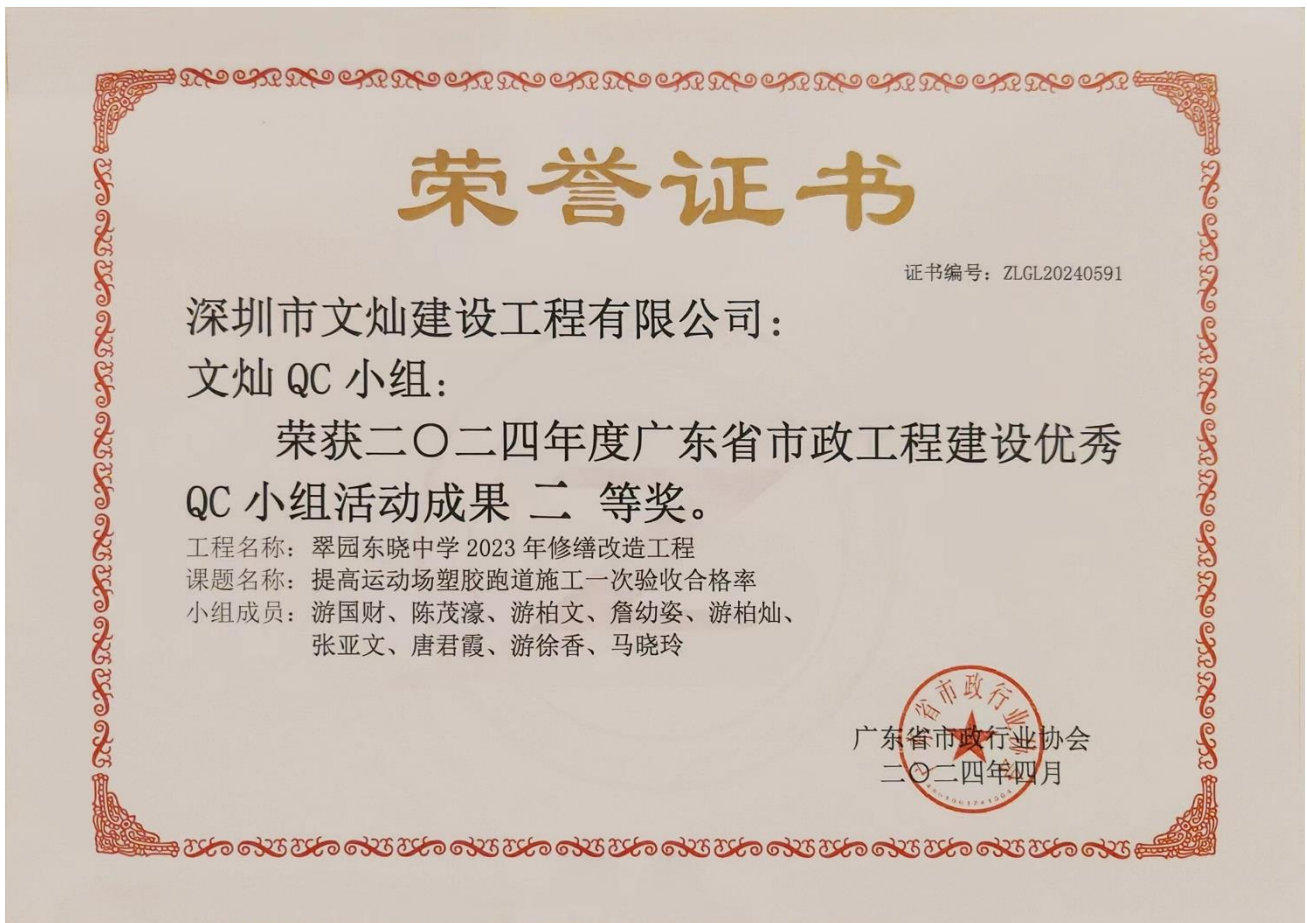 荣誉证书
证书编号：ZLGL20240591
深圳市文灿建设工程有限公司：
文灿 QC 小组：
荣获二〇二四年度广东省市政工程建设优秀
QC 小组活动成果 二 等奖。
工程名称：翠园东晓中学 2023 年修缮改造工程
课题名称：提高运动场塑胶跑道施工一次验收合格率
小组成员：游国财、陈茂濠、游柏文、詹幼姿、游柏灿、
张亚文、唐君霞、游徐香、马晓玲
广东省市政行业协会
二〇二四年四月